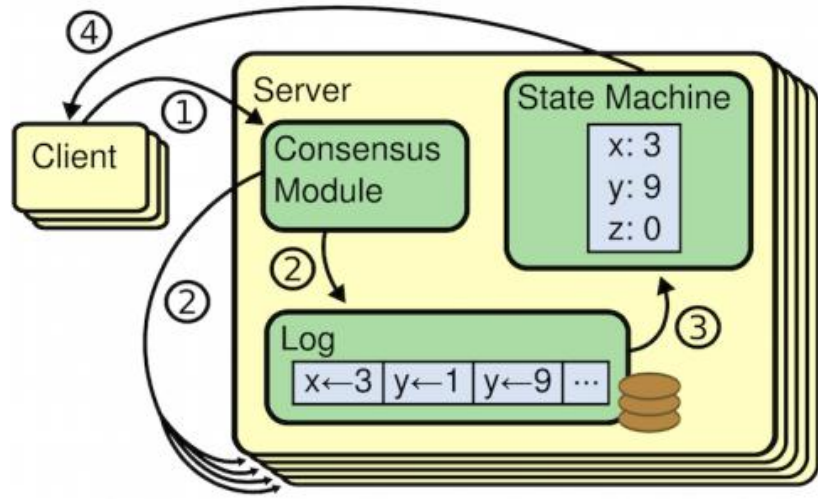 ④
①
Server
State Machine
Client
Consensus
Module
x: 3
y: 9
z: 0
②
②
③
Log
x←3 y←1 y←9 ...